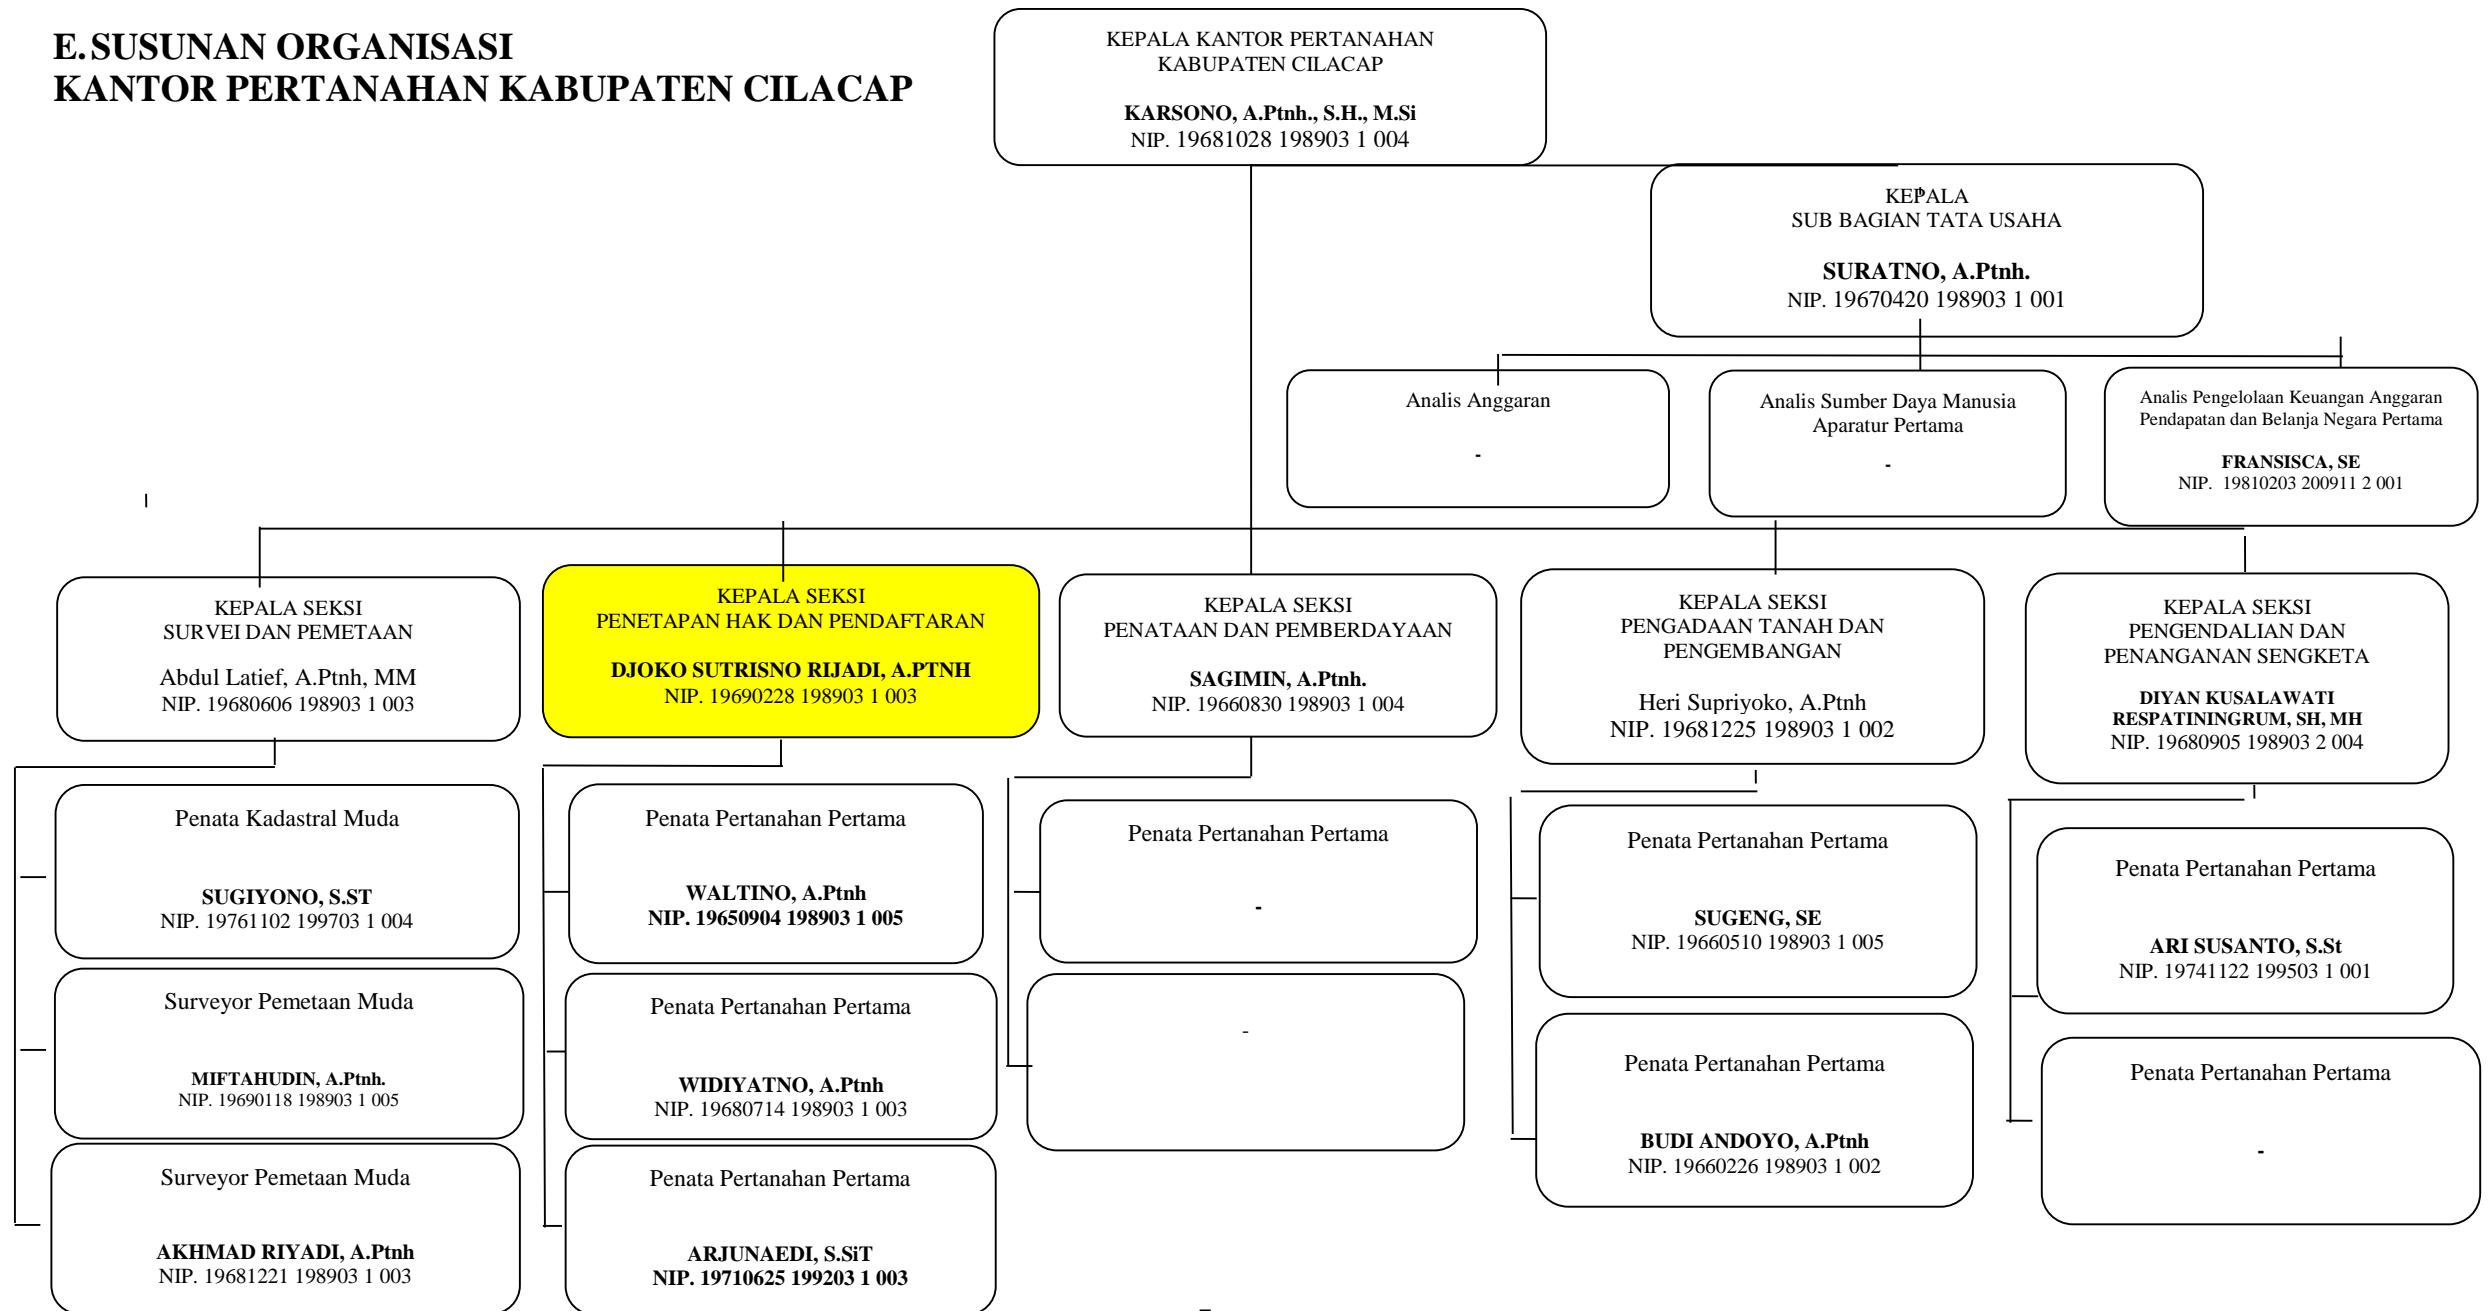 E. SUSUNAN ORGANISASI
KANTOR PERTANAHAN KABUPATEN CILACAP
KEPALA KANTOR PERTANAHAN
KABUPATEN CILACAP
KARSONO, A.Ptnh., S.H., M.Si
NIP. 19681028 198903 1 004
KEPALA
SUB BAGIAN TATA USAHA
SURATNO, A.Ptnh.
NIP. 19670420 198903 1 001
Analis Anggaran
-
Analis Sumber Daya Manusia
Aparatur Pertama
-
Analis Pengelolaan Keuangan Anggaran
Pendapatan dan Belanja Negara Pertama
FRANSISCA, SE
NIP. 19810203 200911 2 001
KEPALA SEKSI
SURVEI DAN PEMETAAN
Abdul Latief, A.Ptnh, MM
NIP. 19680606 198903 1 003
KEPALA SEKSI
PENETAPAN HAK DAN PENDAFTARAN
DJOKO SUTRISNO RIJADI, A.PTNH
NIP. 19690228 198903 1 003
KEPALA SEKSI
PENATAAN DAN PEMBERDAYAAN
SAGIMIN, A.Ptnh.
NIP. 19660830 198903 1 004
KEPALA SEKSI
PENGADAAN TANAH DAN
PENGEMBANGAN
Heri Supriyoko, A.Ptnh
NIP. 19681225 198903 1 002
KEPALA SEKSI
PENGENDALIAN DAN
PENANGANAN SENGKETA
DIYAN KUSALAWATI
RESPATININGRUM, SH, MH
NIP. 19680905 198903 2 004
Penata Kadastral Muda
SUGIYONO, S.ST
NIP. 19761102 199703 1 004
Surveyor Pemetaan Muda
MIFTAHUDIN, A.Ptnh.
NIP. 19690118 198903 1 005
Surveyor Pemetaan Muda
AKHMAD RIYADI, A.Ptnh
NIP. 19681221 198903 1 003
Penata Pertanahan Pertama
WALTINO, A.Ptnh
NIP. 19650904 198903 1 005
Penata Pertanahan Pertama
WIDIYATNO, A.Ptnh
NIP. 19680714 198903 1 003
Penata Pertanahan Pertama
ARJUNAEDI, S.SiT
NIP. 19710625 199203 1 003
Penata Pertanahan Pertama
-
-
Penata Pertanahan Pertama
SUGENG, SE
NIP. 19660510 198903 1 005
Penata Pertanahan Pertama
BUDI ANDOYO, A.Ptnh
NIP. 19660226 198903 1 002
Penata Pertanahan Pertama
ARI SUSANTO, S.St
NIP. 19741122 199503 1 001
Penata Pertanahan Pertama
-